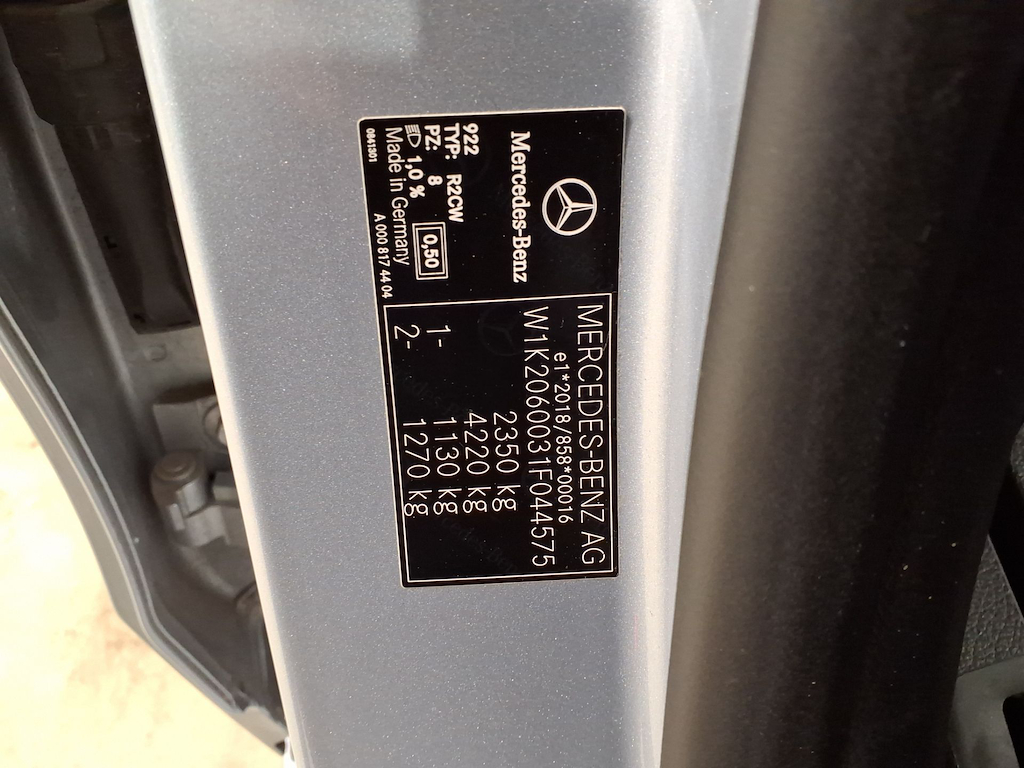 Mercedes-Benz
922
TYP: R2CW
PZ: 8
0,50
1,0 %
Made in Germany
0841301
A 000 817 44 04
MERCEDES-BENZ AG
e1*2018/858*00016
W1K2060031F044575
2350 kg
4220 kg
1- 1130 kg
2- 1270 kg